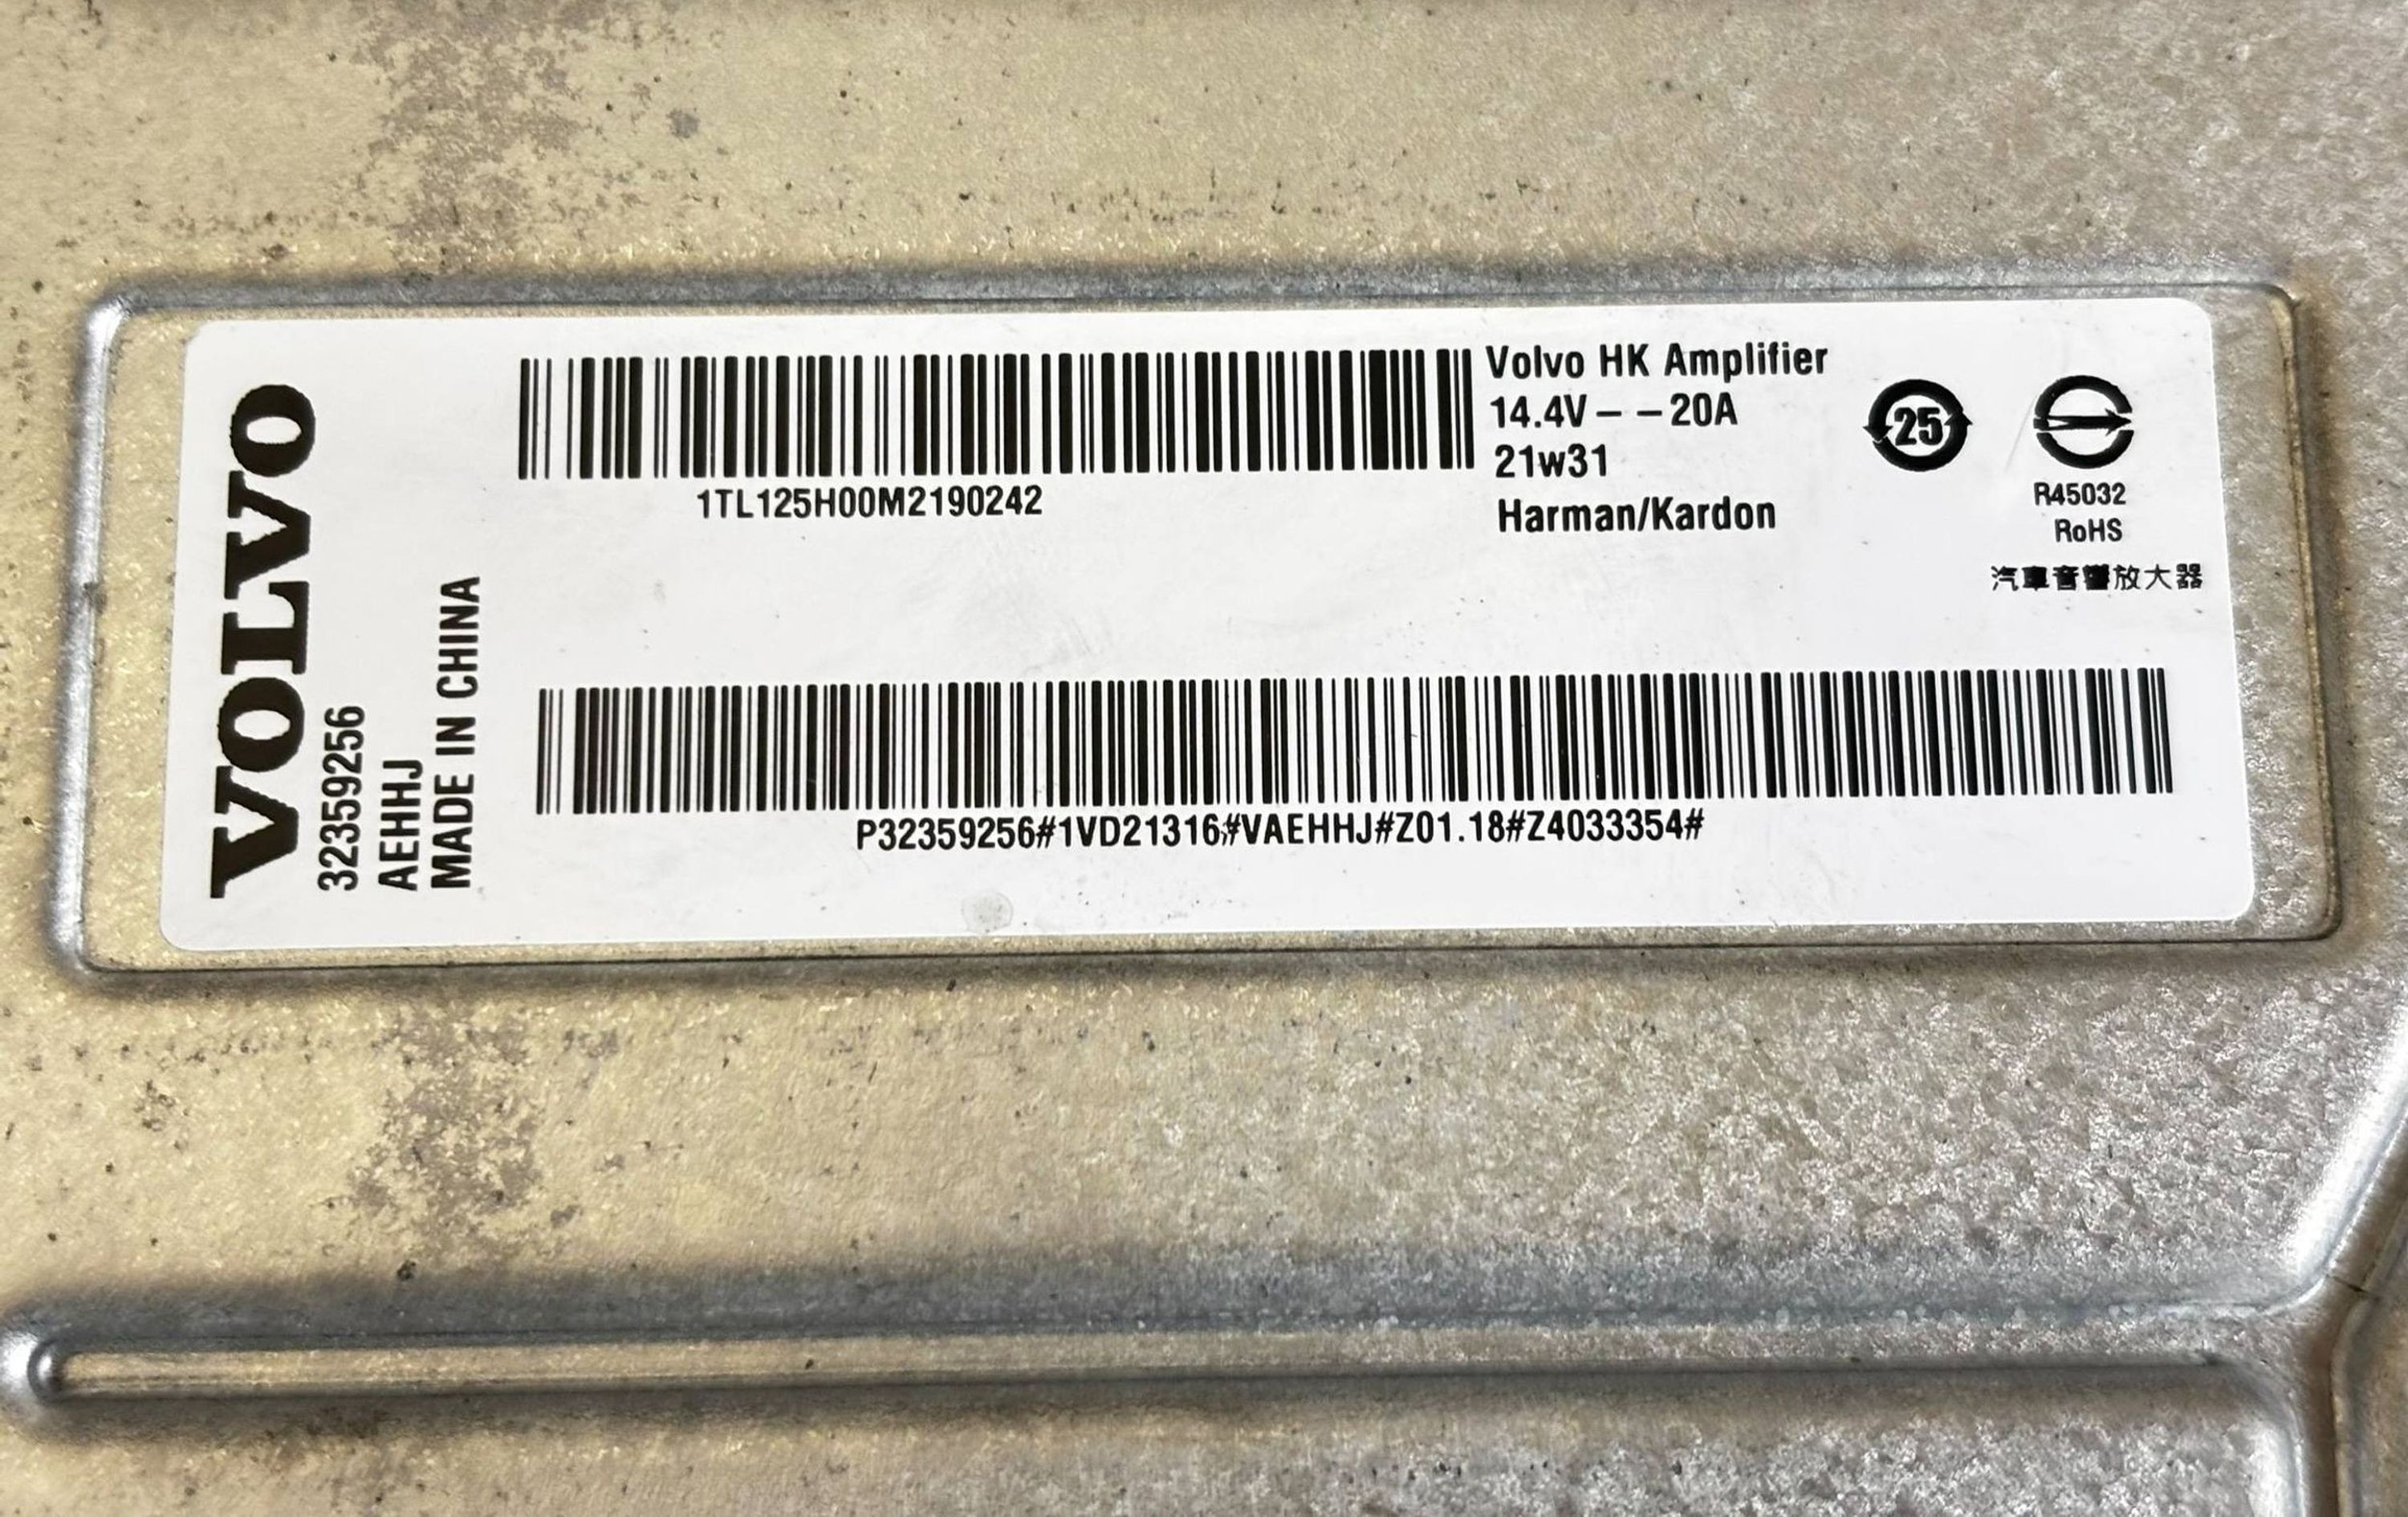 VOLVO
32359256
AEHHJ
MADE IN CHINA
1TL125H00M2190242
Volvo HK Amplifier
14.4V – –20A
21w31
Harman/Kardon
25
R45032
RoHS
汽車音響放大器
P32359256#1VD21316#VAEHHJ#Z01.18#Z4033354#